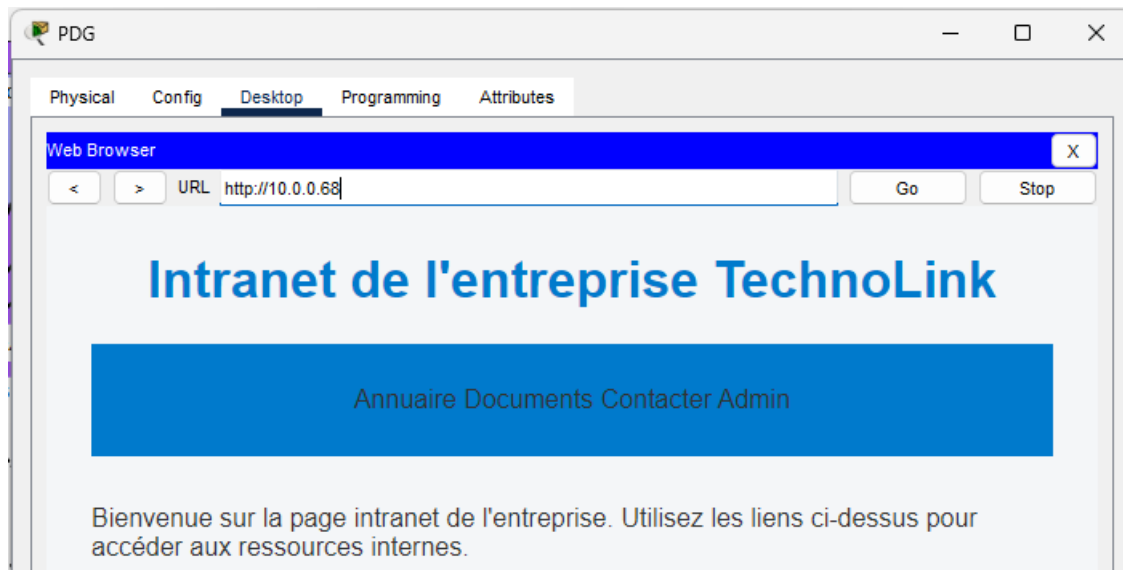 PDG
Physical Config Desktop Programming Attributes
Web Browser X
< > URL http://10.0.0.68 Go Stop
Intranet de l'entreprise TechnoLink
Annuaire Documents Contacter Admin
Bienvenue sur la page intranet de l'entreprise. Utilisez les liens ci-dessus pour
accéder aux ressources internes.